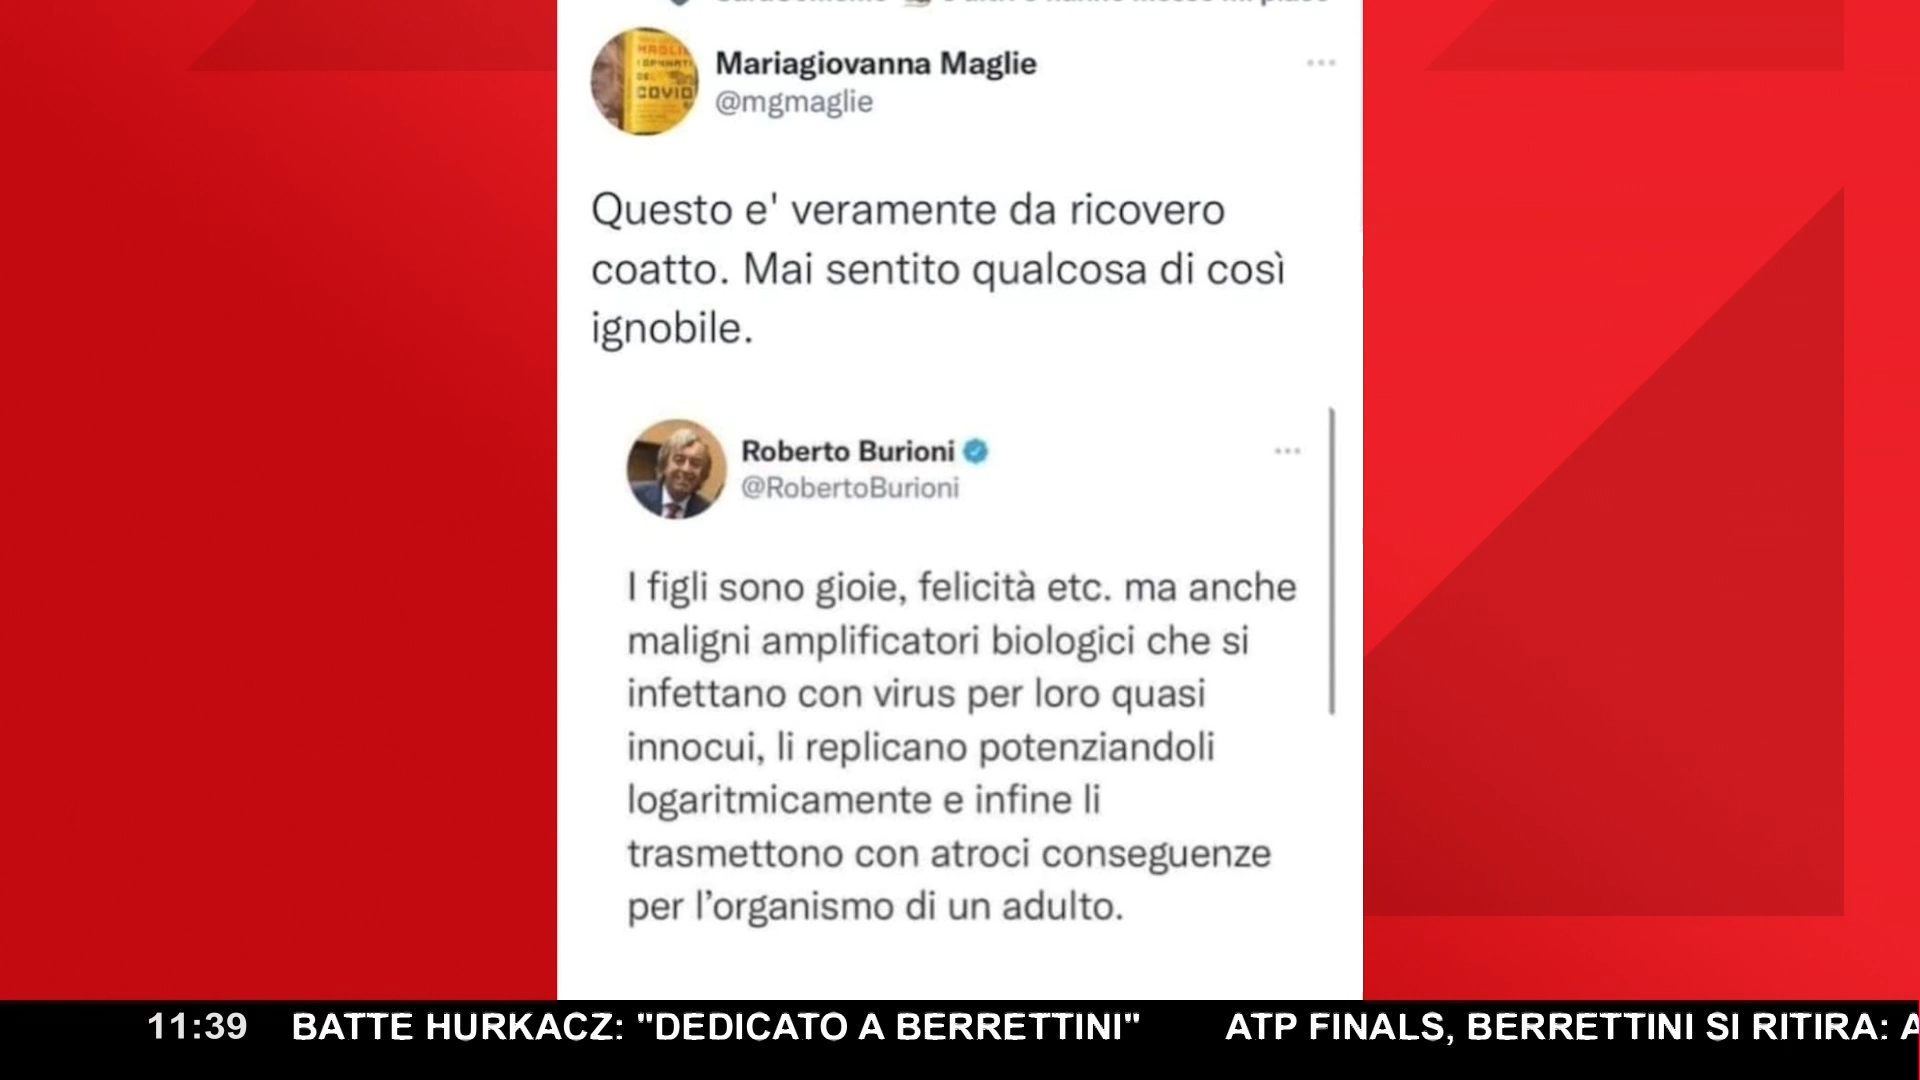 Mariagiovanna Maglie
@mgmaglie
MAGLIE
COVID
Questo e' veramente da ricovero
coatto. Mai sentito qualcosa di così
ignobile.
Roberto Burioni
@RobertoBurioni
I figli sono gioie, felicità etc. ma anche
maligni amplificatori biologici che si
infettano con virus per loro quasi
innocui, li replicano potenziandoli
logaritmicamente e infine li
trasmettono con atroci conseguenze
per l’organismo di un adulto.
11:39 BATTE HURKACZ: "DEDICATO A BERRETTINI" ATP FINALS, BERRETTINI SI RITIRA: A